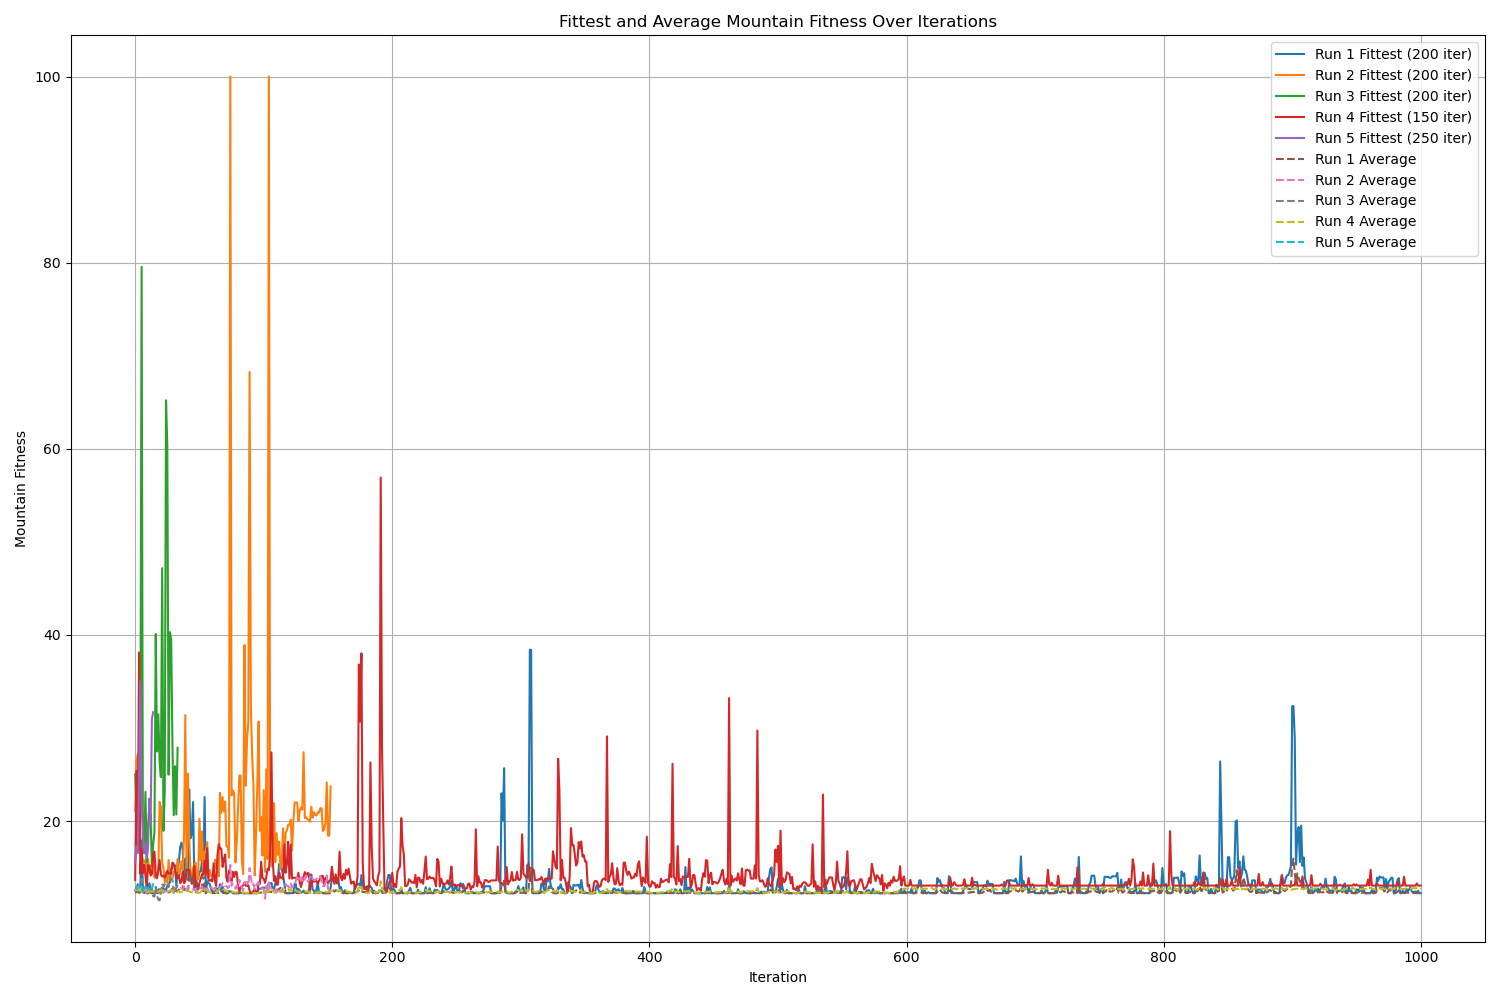 Fittest and Average Mountain Fitness Over Iterations
Run 1 Fittest (200 iter)
Run 2 Fittest (200 iter)
Run 3 Fittest (200 iter)
Run 4 Fittest (150 iter)
Run 5 Fittest (250 iter)
Run 1 Average
Run 2 Average
Run 3 Average
Run 4 Average
Run 5 Average
Mountain Fitness
100
80
60
40
20
0
200
400
600
800
1000
Iteration